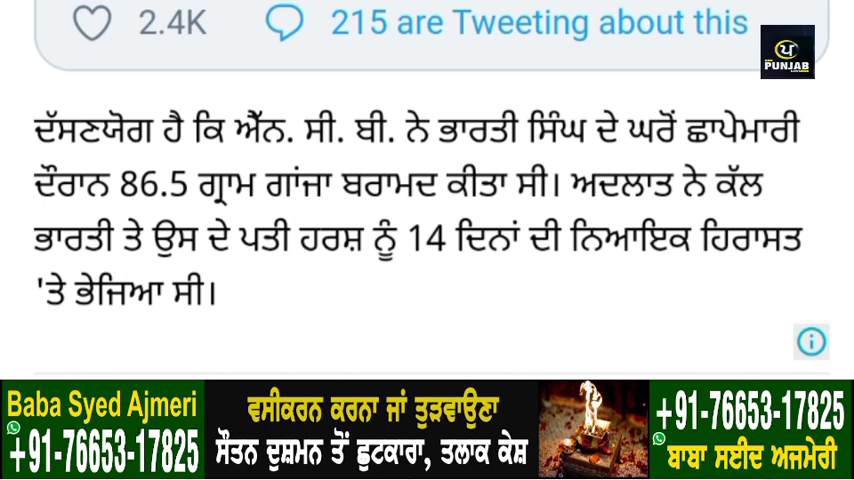 2.4K 215 are Tweeting about this
ਪ
PUNJAB
ਦੱਸਣਯੋਗ ਹੈ ਕਿ ਐੱਨ. ਸੀ. ਬੀ. ਨੇ ਭਾਰਤੀ ਸਿੰਘ ਦੇ ਘਰੋਂ ਛਾਪੇਮਾਰੀ
ਦੌਰਾਨ 86.5 ਗ੍ਰਾਮ ਗਾਂਜਾ ਬਰਾਮਦ ਕੀਤਾ ਸੀ। ਅਦਲਾਤ ਨੇ ਕੱਲ
ਭਾਰਤੀ ਤੇ ਉਸ ਦੇ ਪਤੀ ਹਰਸ਼ ਨੂੰ 14 ਦਿਨਾਂ ਦੀ ਨਿਆਇਕ ਹਿਰਾਸਤ
'ਤੇ ਭੇਜਿਆ ਸੀ।
Baba Syed Ajmeri
+91-76653-17825
ਵਸੀਕਰਨ ਕਰਨਾ ਜਾਂ ਤੁੜਵਾਉਣਾ
ਸੌਤਨ ਦੁਸ਼ਮਨ ਤੋਂ ਛੁਟਕਾਰਾ, ਤਲਾਕ ਕੇਸ਼
+91-76653-17825
ਬਾਬਾ ਸਈਦ ਅਜਮੇਰੀ